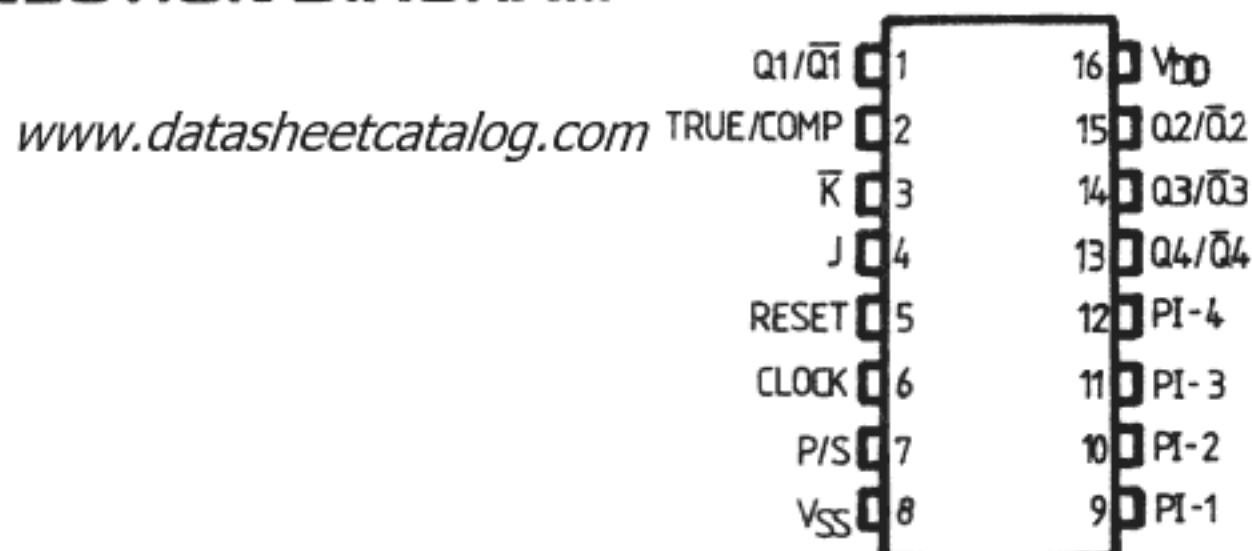 Q1/Q̅1̅ 1 16 VDD
www.datasheetcatalog.com TRUE/COMP 2 15 Q2/Q̅2
K̅ 3 14 Q3/Q̅3
J 4 13 Q4/Q̅4
RESET 5 12 PI-4
CLOCK 6 11 PI-3
P/S 7 10 PI-2
VSS 8 9 PI-1